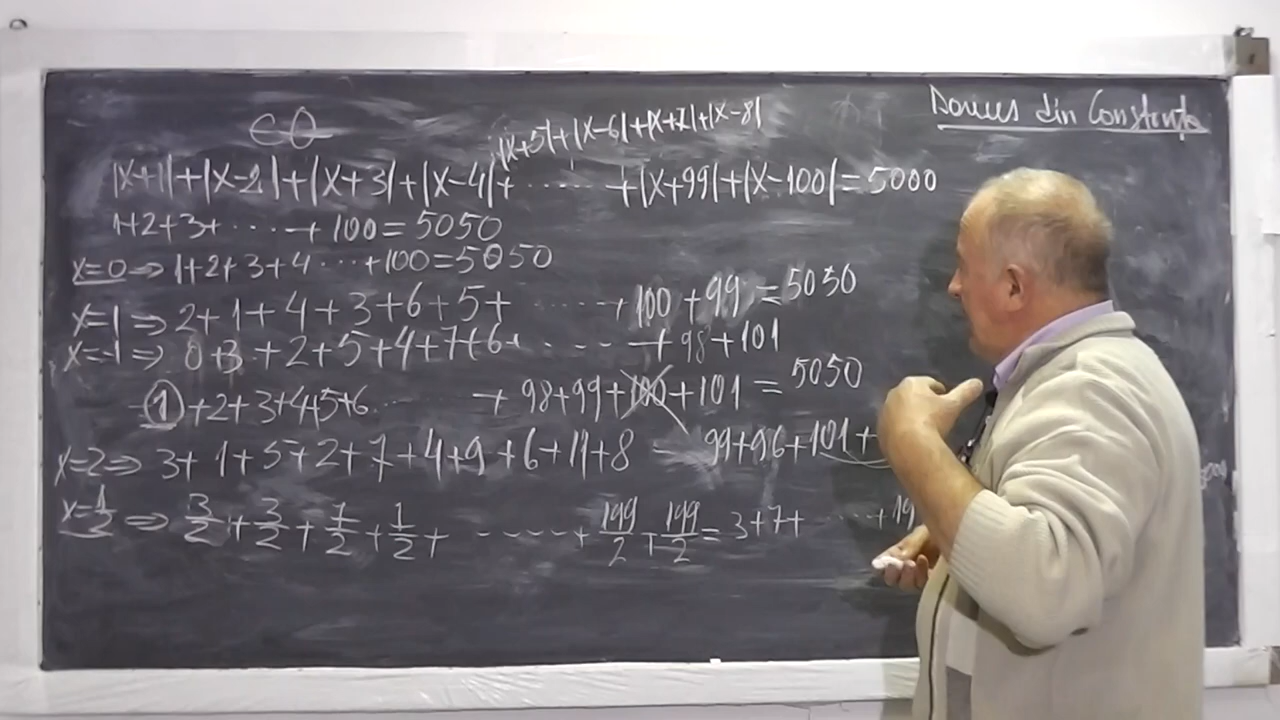 Domus din Constanța
|x+5|+|x-6|+|x+7|+|x-8|
|x+1|+|x-2|+|x+3|+|x-4|+ ...... +|x+99|+|x-100|=5000
1+2+3+ ..... + 100=5050
x=0⇒ 1+2+3+4 ...+100=5050
x=1⇒ 2+1+4+3+6+5+ ...... +100+99=5050
x=-1⇒ 0+3+2+5+4+7+6+ .... +98+101
1+2+3+4+5+6... +98+99+100+101=5050
x=2⇒ 3+1+5+2+7+4+9+6+11+8 - 99+96+101+
x=1/2 ⇒ 3/2+3/2+7/2+1/2+ ----- +199/2+199/2=3+7+ ...+19